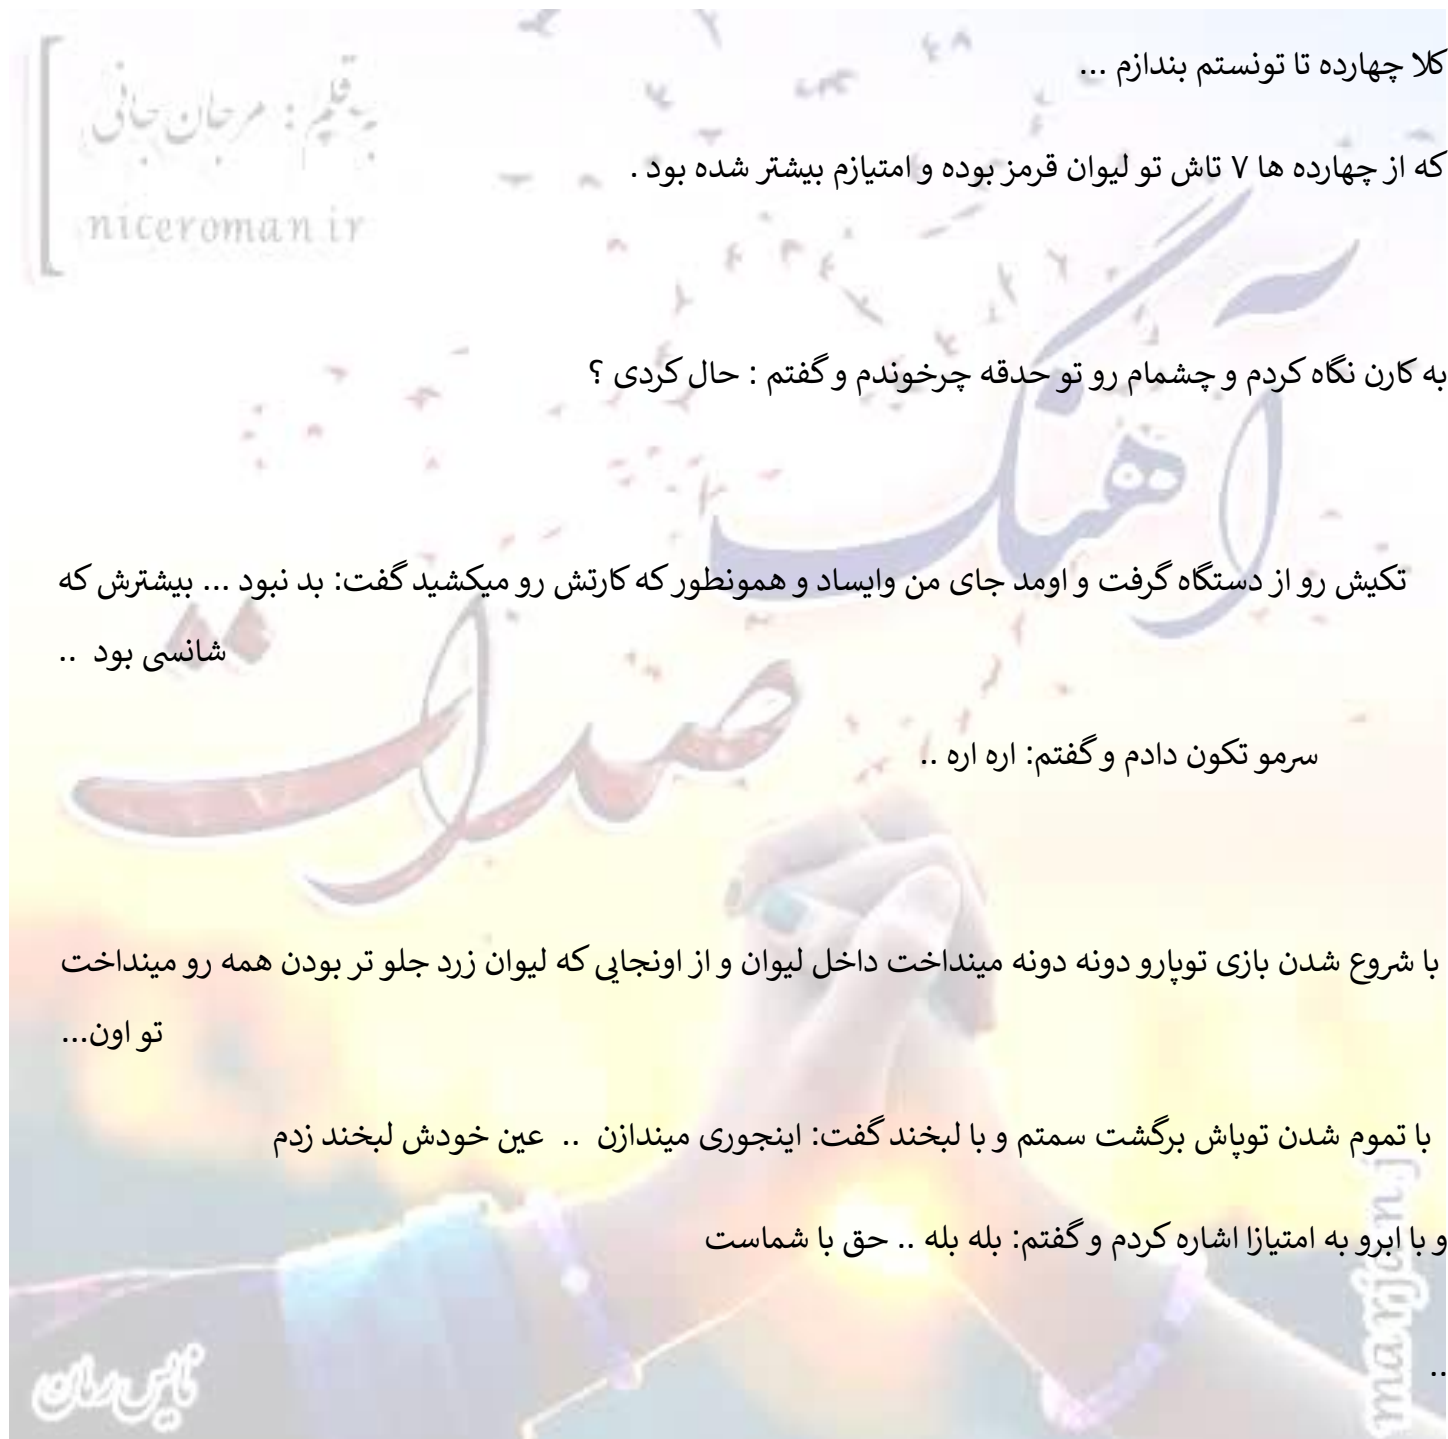 به قلم : مرجان جانی
niceroman.ir
کلا چهارده تا تونستم بندازم ...
که از چهارده ها ۷ تاش تو لیوان قرمز بوده و امتیازم بیشتر شده بود .
آهنگ
به کارن نگاه کردم و چشمام رو تو حدقه چرخوندم و گفتم : حال کردی ؟
تکیش رو از دستگاه گرفت و اومد جای من وایساد و همونطور که کارتش رو میکشید گفت: بد نبود ... بیشترش که
شانسی بود ..
صدات
سرمو تکون دادم و گفتم: اره اره ..
با شروع شدن بازی توپارو دونه دونه مینداخت داخل لیوان و از اونجایی که لیوان زرد جلو تر بودن همه رو مینداخت
تو اون...
با تموم شدن توپاش برگشت سمتم و با لبخند گفت: اینجوری میندازن .. عین خودش لبخند زدم
و با ابرو به امتیازا اشاره کردم و گفتم: بله بله .. حق با شماست
..
marjan.j
نایس رمان